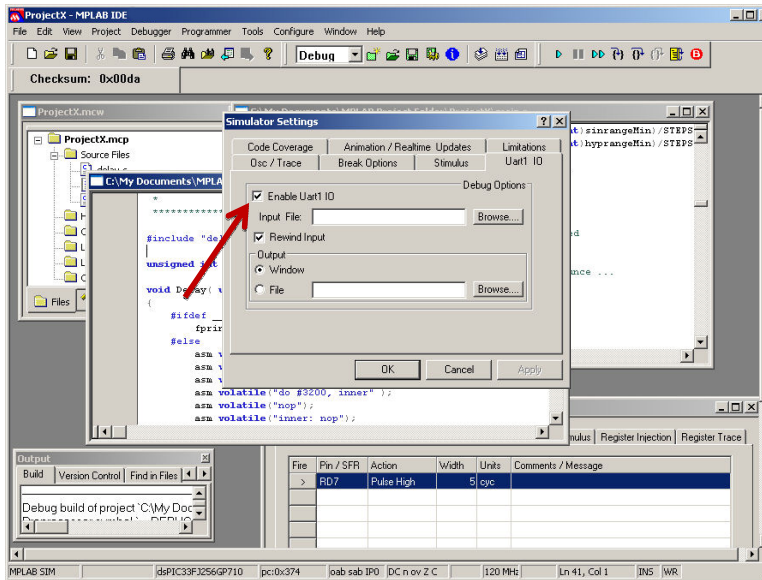 ProjectX - MPLAB IDE
File Edit View Project Debugger Programmer Tools Configure Window Help
Debug
Checksum: 0x00da
ProjectX.mcw
ProjectX.mcp
Source Files
delay.c
Files
C:\My Documents\MPLA
*
#include "del
unsigned int
void Delay( u
{
#ifdef
fprin
#else
asm v
asm v
asm v
asm volatile("do #3200, inner" );
asm volatile("nop");
asm volatile("inner: nop");
t)sinrangeMin)/STEPS
t)hyprangeMin)/STEPS
ed
nce ...
Simulator Settings
Code Coverage Animation / Realtime Updates Limitations
Osc / Trace Break Options Stimulus Uart1 IO
Debug Options
Enable Uart1 IO
Input File: Browse....
Rewind Input
Output
Window
File Browse....
OK Cancel Apply
Output
Build Version Control Find in Files
Debug build of project `C:\My Doc
mulus Register Injection Register Trace
Fire Pin / SFR Action Width Units Comments / Message
> RD7 Pulse High 5 cyc
MPLAB SIM dsPIC33FJ256GP710 pc:0x374 oab sab IP0 DC n ov Z C 120 MHz Ln 41, Col 1 INS WR